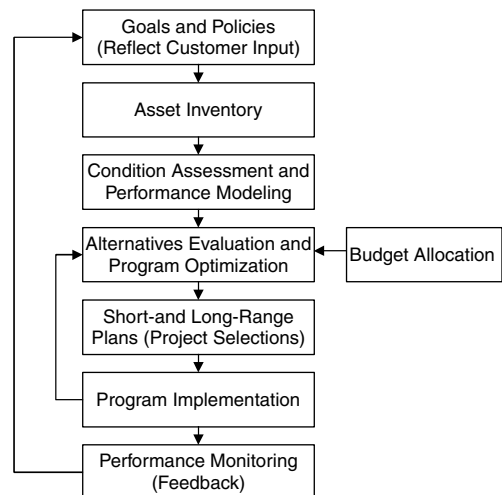 Goals and Policies
(Reflect Customer Input)
Asset Inventory
Condition Assessment and
Performance Modeling
Alternatives Evaluation and
Program Optimization
Budget Allocation
Short-and Long-Range
Plans (Project Selections)
Program Implementation
Performance Monitoring
(Feedback)